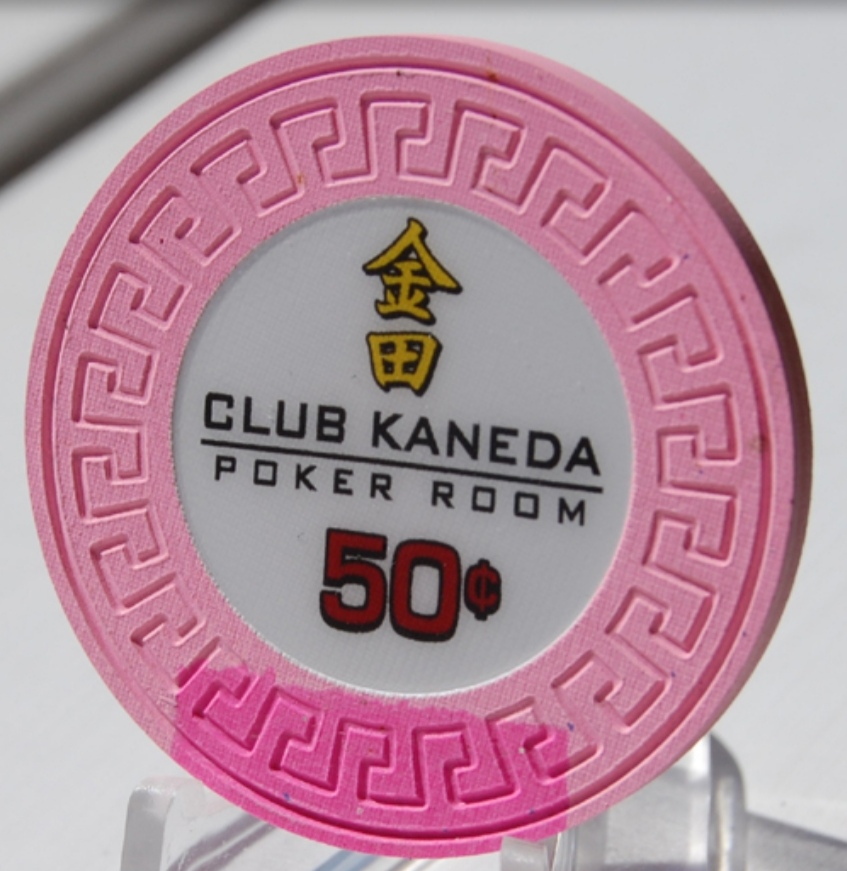 金
田
CLUB KANEDA
POKER ROOM
50¢